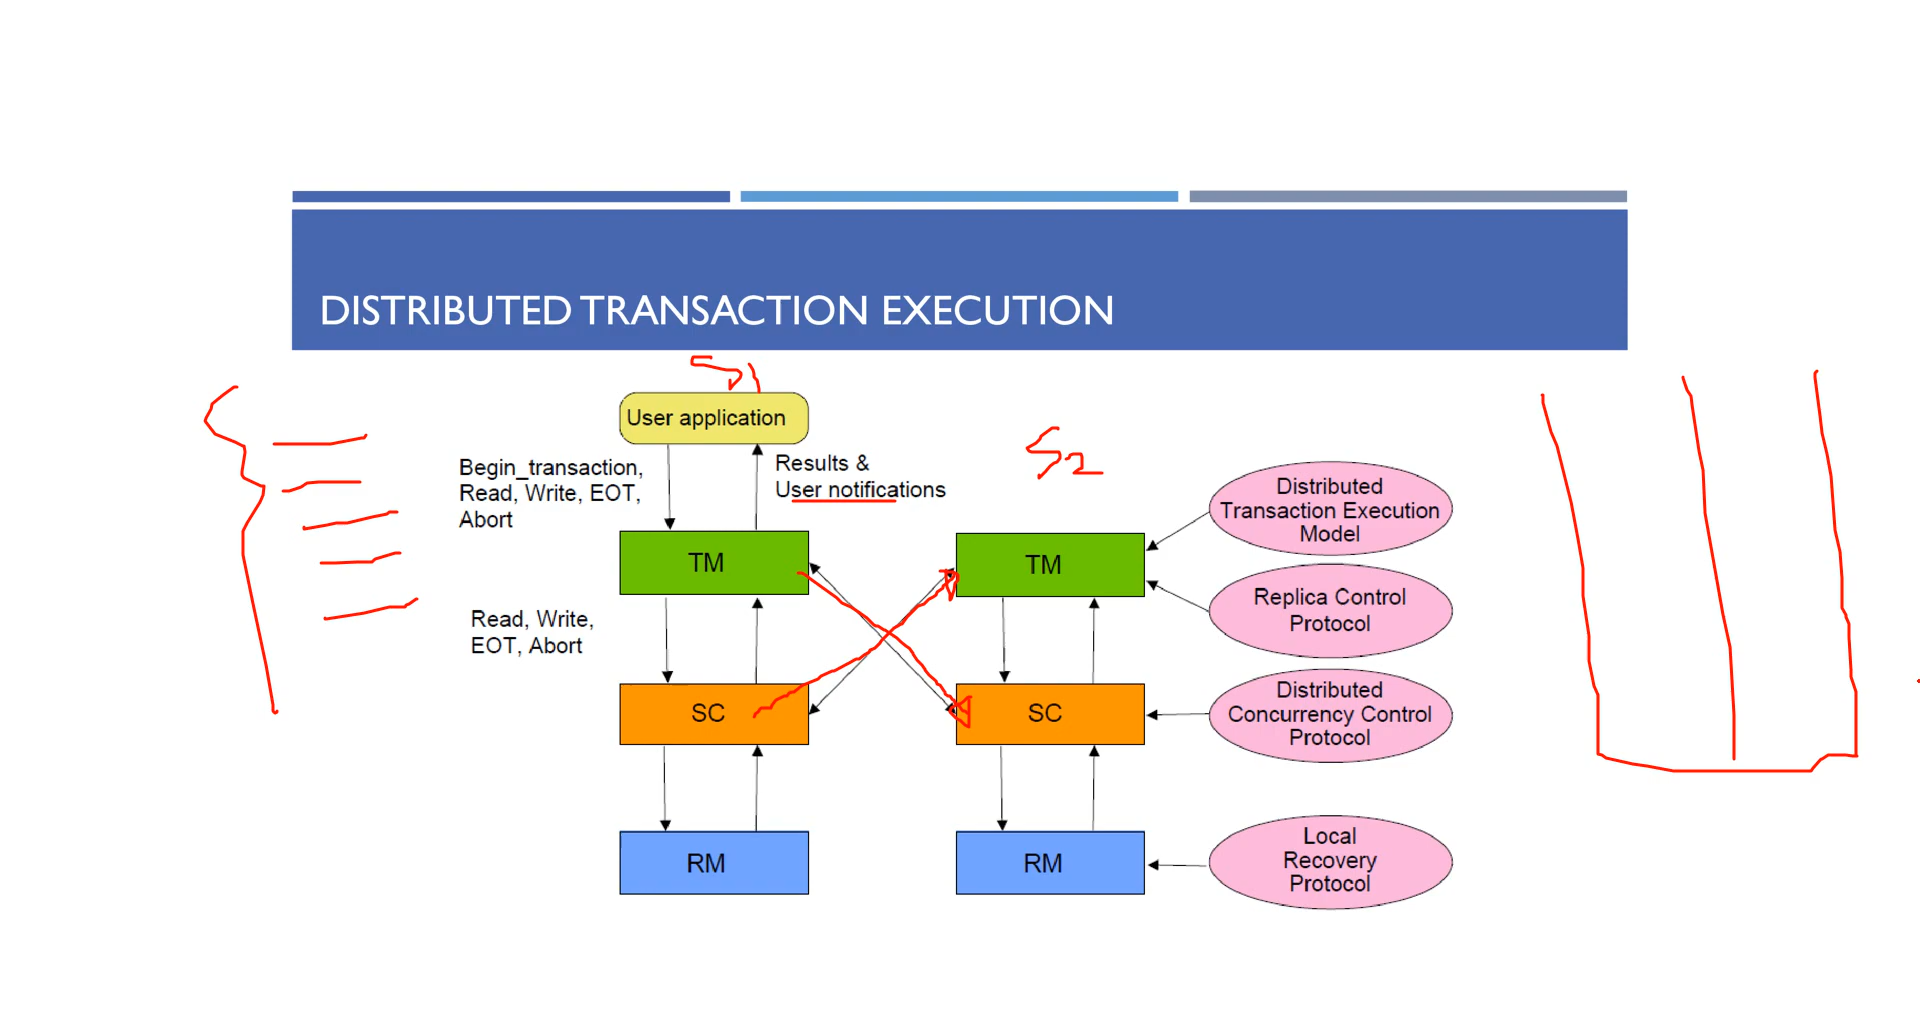 DISTRIBUTED TRANSACTION EXECUTION
User application
Begin_transaction,
Read, Write, EOT,
Abort
Results &
User notifications
S2
TM
TM
Distributed
Transaction Execution
Model
Replica Control
Protocol
Read, Write,
EOT, Abort
SC
SC
Distributed
Concurrency Control
Protocol
RM
RM
Local
Recovery
Protocol